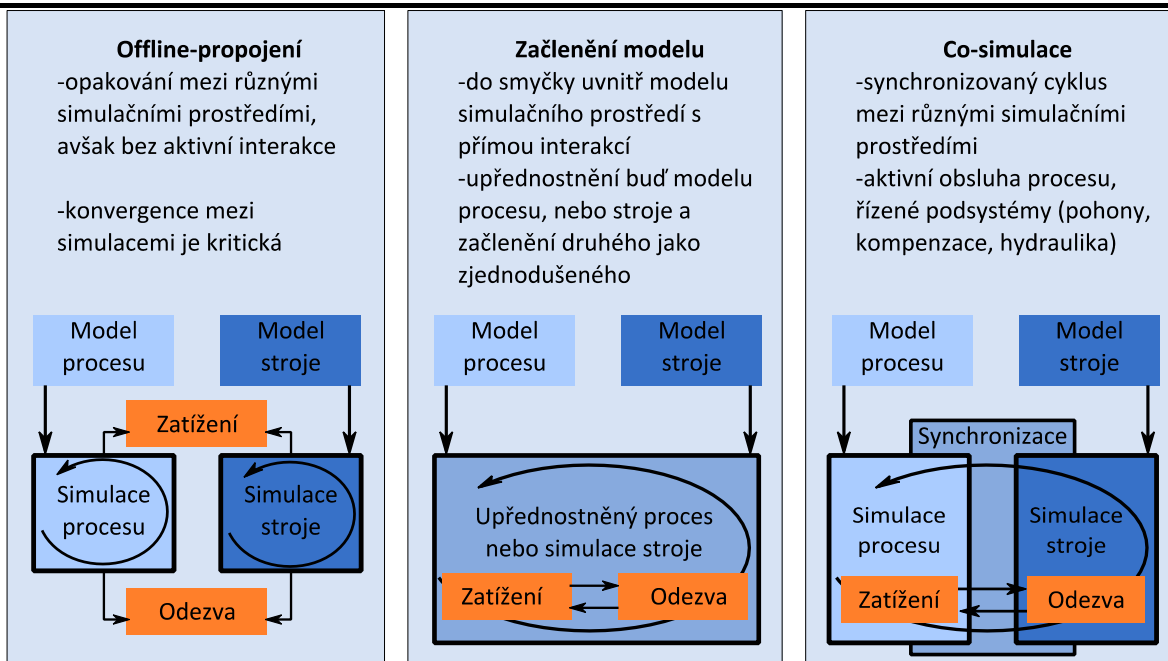 Offline-propojení
-opakování mezi různými
simulačními prostředími,
avšak bez aktivní interakce
-konvergence mezi
simulacemi je kritická
Model
procesu
Model
stroje
Zatížení
Simulace
procesu
Simulace
stroje
Odezva
Začlenění modelu
-do smyčky uvnitř modelu
simulačního prostředí s
přímou interakcí
-upřednostnění buď modelu
procesu, nebo stroje a
začlenění druhého jako
zjednodušeného
Model
procesu
Model
stroje
Upřednostněný proces
nebo simulace stroje
Zatížení
Odezva
Co-simulace
-synchronizovaný cyklus
mezi různými simulačními
prostředími
-aktivní obsluha procesu,
řízené podsystémy (pohony,
kompenzace, hydraulika)
Model
procesu
Model
stroje
Synchronizace
Simulace
procesu
Simulace
stroje
Zatížení
Odezva